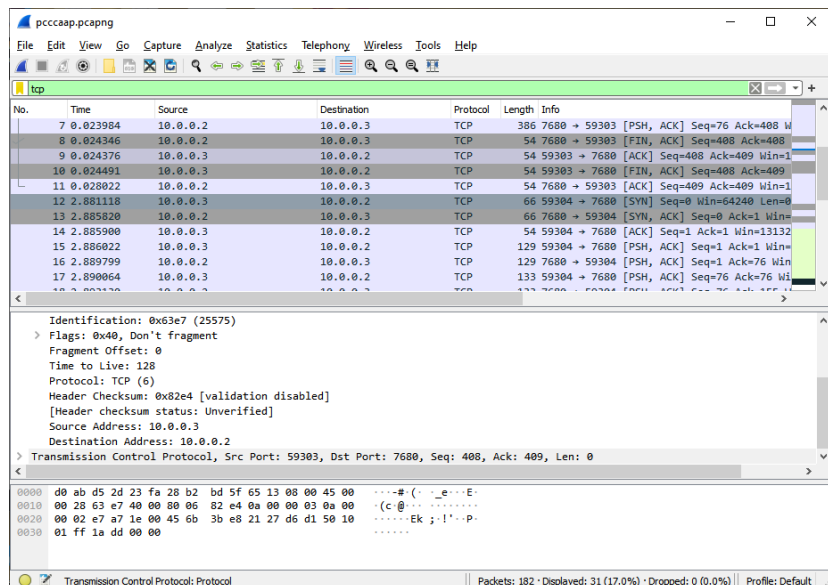 pcccaap.pcapng
File Edit View Go Capture Analyze Statistics Telephony Wireless Tools Help
tcp
No. Time Source Destination Protocol Length Info
7 0.023984 10.0.0.2 10.0.0.3 TCP 386 7680 → 59303 [PSH, ACK] Seq=76 Ack=408 W
8 0.024346 10.0.0.2 10.0.0.3 TCP 54 7680 → 59303 [FIN, ACK] Seq=408 Ack=408
9 0.024376 10.0.0.3 10.0.0.2 TCP 54 59303 → 7680 [ACK] Seq=408 Ack=409 Win=1
10 0.024491 10.0.0.3 10.0.0.2 TCP 54 59303 → 7680 [FIN, ACK] Seq=408 Ack=409
11 0.028022 10.0.0.2 10.0.0.3 TCP 54 7680 → 59303 [ACK] Seq=409 Ack=409 Win=1
12 2.881118 10.0.0.3 10.0.0.2 TCP 66 59304 → 7680 [SYN] Seq=0 Win=64240 Len=0
13 2.885820 10.0.0.2 10.0.0.3 TCP 66 7680 → 59304 [SYN, ACK] Seq=0 Ack=1 Win=
14 2.885900 10.0.0.3 10.0.0.2 TCP 54 59304 → 7680 [ACK] Seq=1 Ack=1 Win=13132
15 2.886022 10.0.0.3 10.0.0.2 TCP 129 59304 → 7680 [PSH, ACK] Seq=1 Ack=1 Win=
16 2.889799 10.0.0.2 10.0.0.3 TCP 129 7680 → 59304 [PSH, ACK] Seq=1 Ack=76 Win
17 2.890064 10.0.0.3 10.0.0.2 TCP 133 59304 → 7680 [PSH, ACK] Seq=76 Ack=76 Wi
Identification: 0x63e7 (25575)
Flags: 0x40, Don't fragment
Fragment Offset: 0
Time to Live: 128
Protocol: TCP (6)
Header Checksum: 0x82e4 [validation disabled]
[Header checksum status: Unverified]
Source Address: 10.0.0.3
Destination Address: 10.0.0.2
Transmission Control Protocol, Src Port: 59303, Dst Port: 7680, Seq: 408, Ack: 409, Len: 0
0000 d0 ab d5 2d 23 fa 28 b2 bd 5f 65 13 08 00 45 00 ···-#·(· ·_e···E·
0010 00 28 63 e7 40 00 80 06 82 e4 0a 00 00 03 0a 00 ·(c·@··· ········
0020 00 02 e7 a7 1e 00 45 6b 3b e8 21 27 d6 d1 50 10 ······Ek ;·!'··P·
0030 01 ff 1a dd 00 00 ······
Transmission Control Protocol: Protocol Packets: 182 · Displayed: 31 (17.0%) · Dropped: 0 (0.0%) Profile: Default